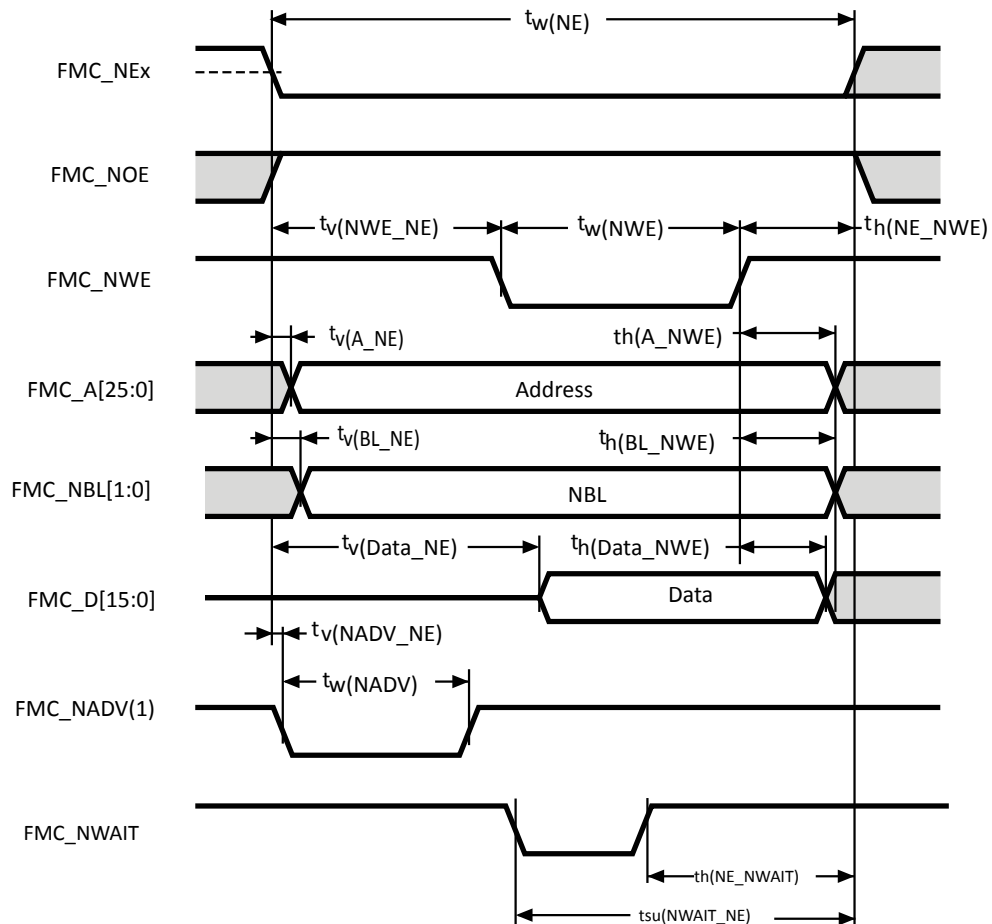 tw(NE)
FMC_NEx
FMC_NOE
tv(NWE_NE) tw(NWE) th(NE_NWE)
FMC_NWE
tv(A_NE) th(A_NWE)
FMC_A[25:0] Address
tv(BL_NE) th(BL_NWE)
FMC_NBL[1:0] NBL
tv(Data_NE) th(Data_NWE)
FMC_D[15:0] Data
tv(NADV_NE)
tw(NADV)
FMC_NADV(1)
FMC_NWAIT
th(NE_NWAIT)
tsu(NWAIT_NE)